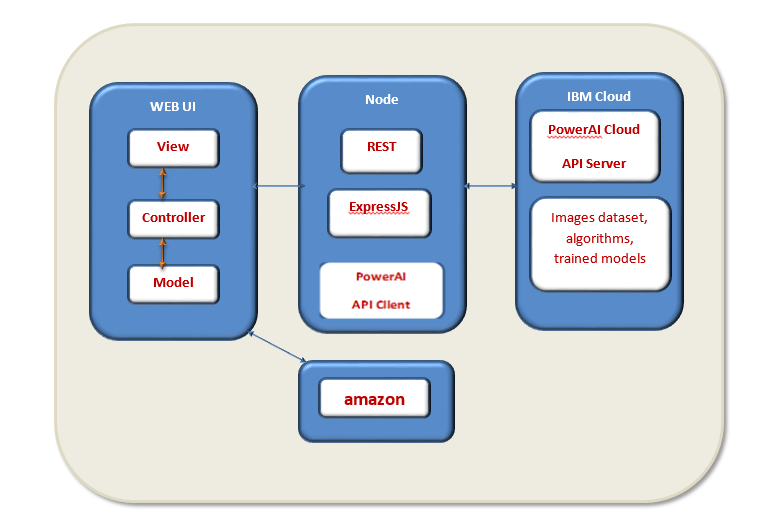 WEB UI
View
Controller
Model
Node
REST
ExpressJS
PowerAI
API Client
IBM Cloud
PowerAI Cloud
API Server
Images dataset,
algorithms,
trained models
amazon